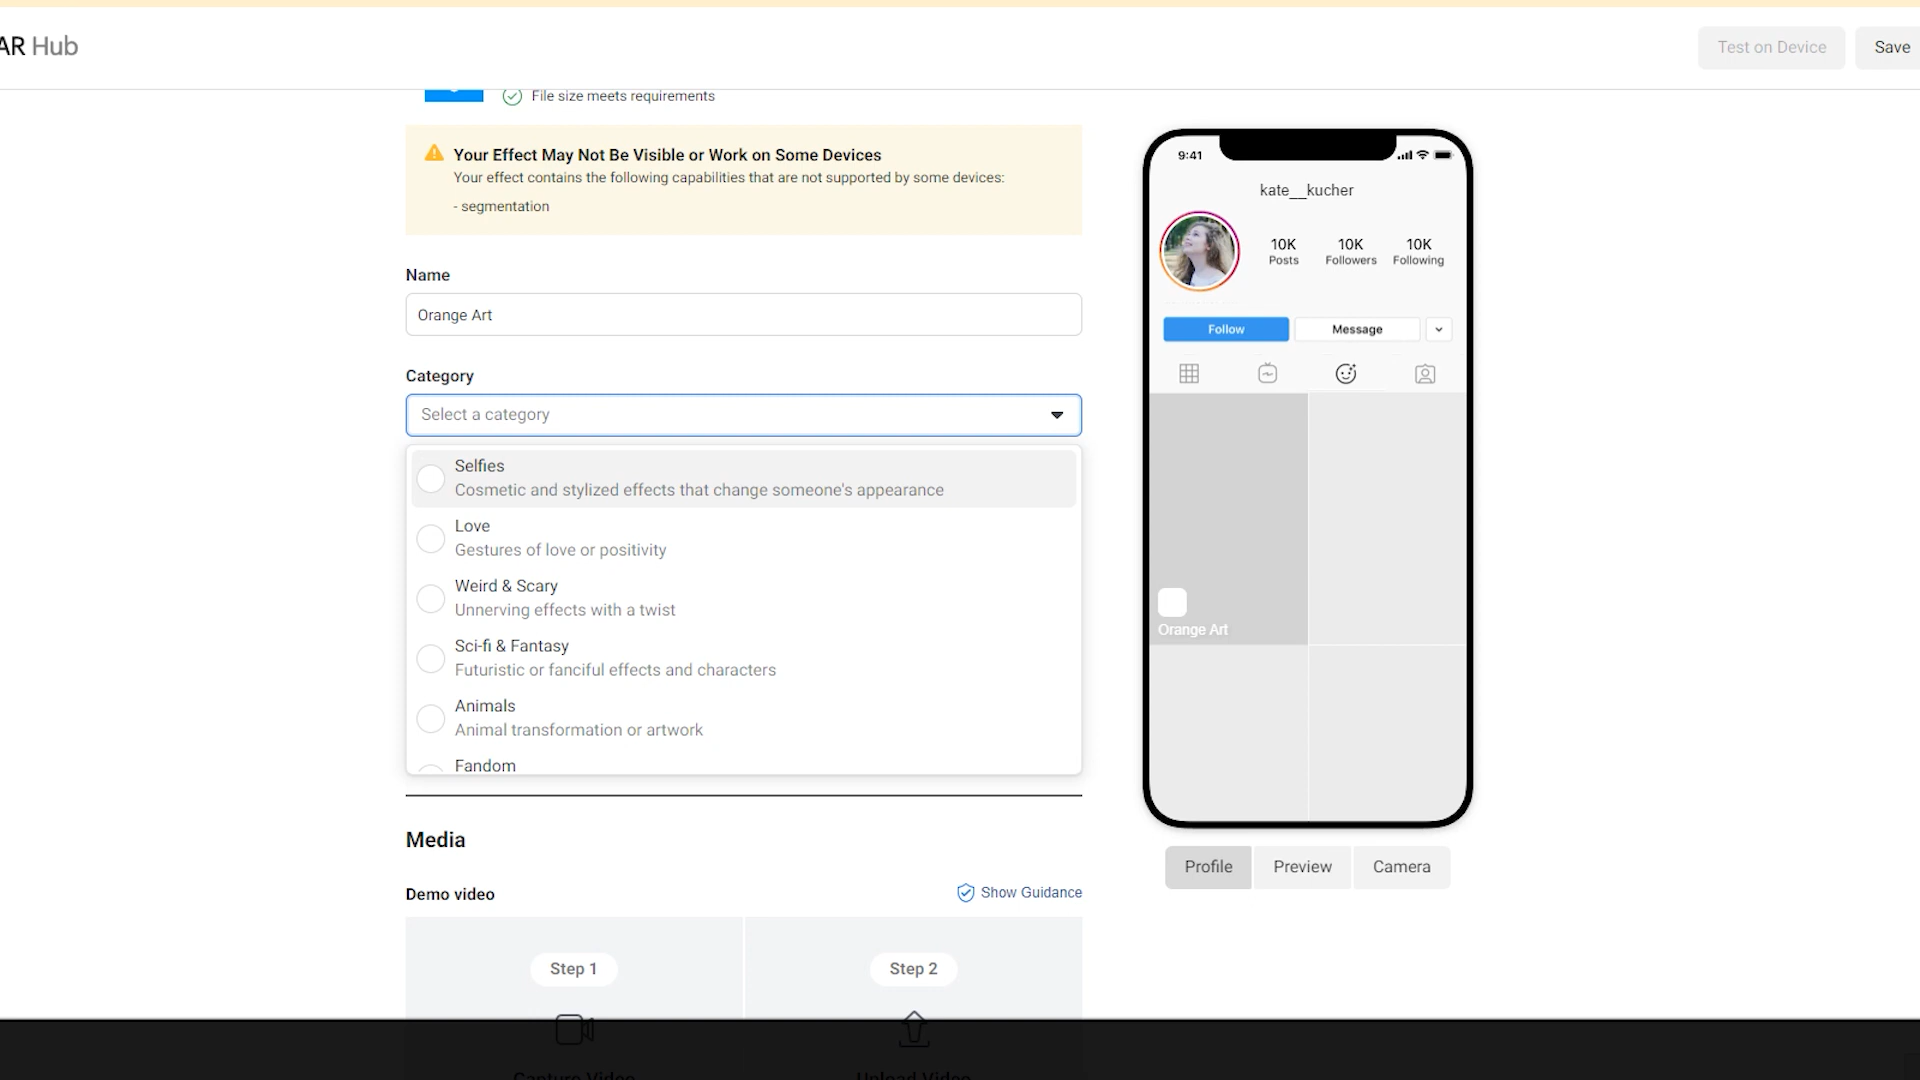 AR Hub
Test on Device
Save
File size meets requirements
Your Effect May Not Be Visible or Work on Some Devices
Your effect contains the following capabilities that are not supported by some devices:
- segmentation
Name
Orange Art
Category
Select a category
Selfies
Cosmetic and stylized effects that change someone's appearance
Love
Gestures of love or positivity
Weird & Scary
Unnerving effects with a twist
Sci-fi & Fantasy
Futuristic or fanciful effects and characters
Animals
Animal transformation or artwork
Fandom
Media
Demo video
Show Guidance
Step 1
Step 2
Capture Video
Upload Video
9:41
kate__kucher
10K
10K
10K
Posts
Followers
Following
Follow
Message
Orange Art
Profile
Preview
Camera